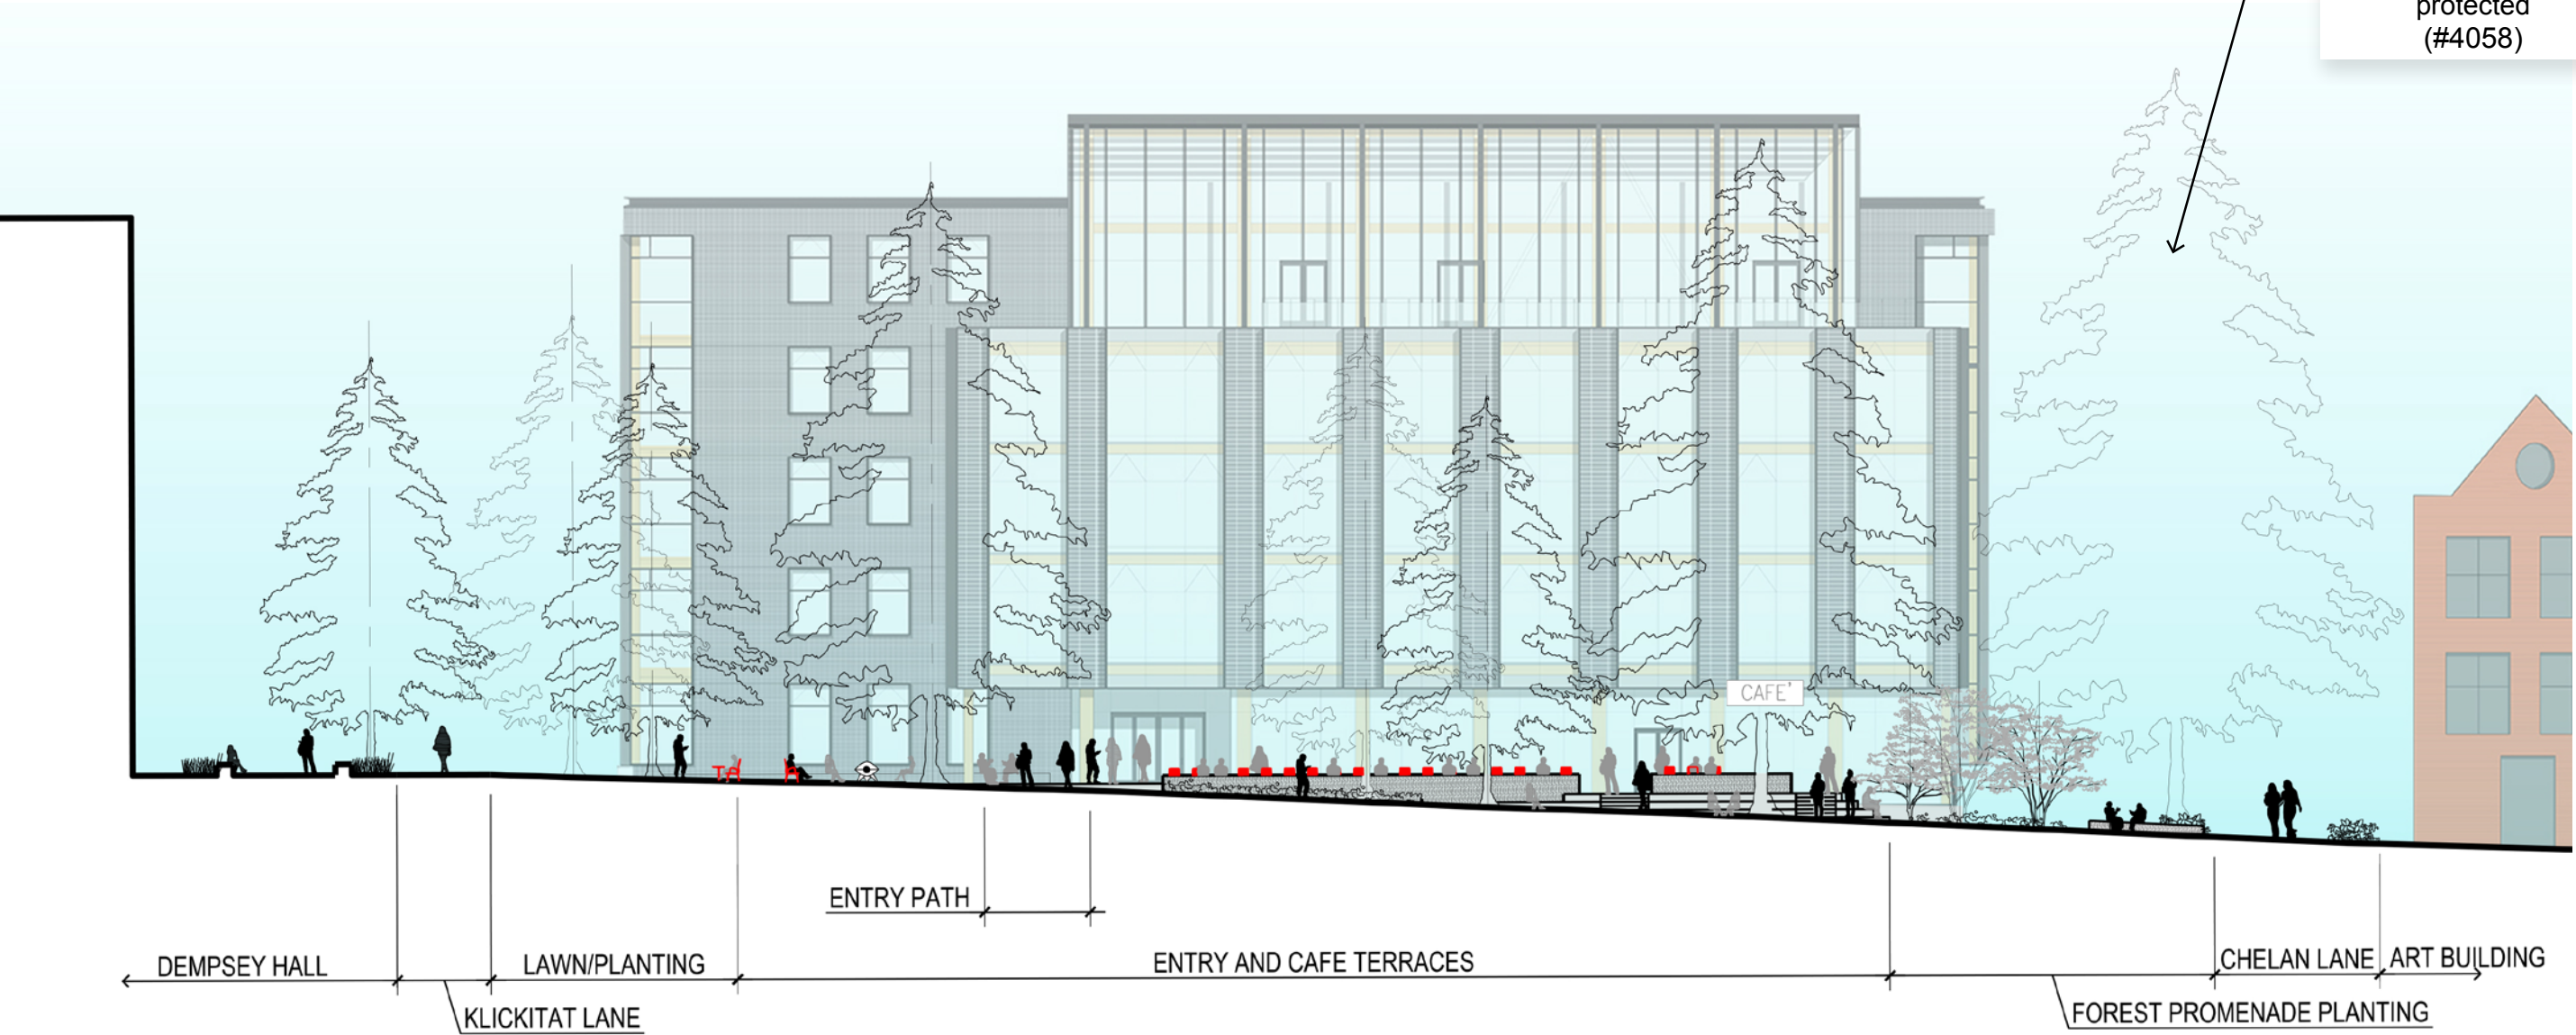 protected
(#4058)
CAFE'
ENTRY PATH
DEMPSEY HALL
LAWN/PLANTING
ENTRY AND CAFE TERRACES
CHELAN LANE
ART BUILDING
KLICKITAT LANE
FOREST PROMENADE PLANTING